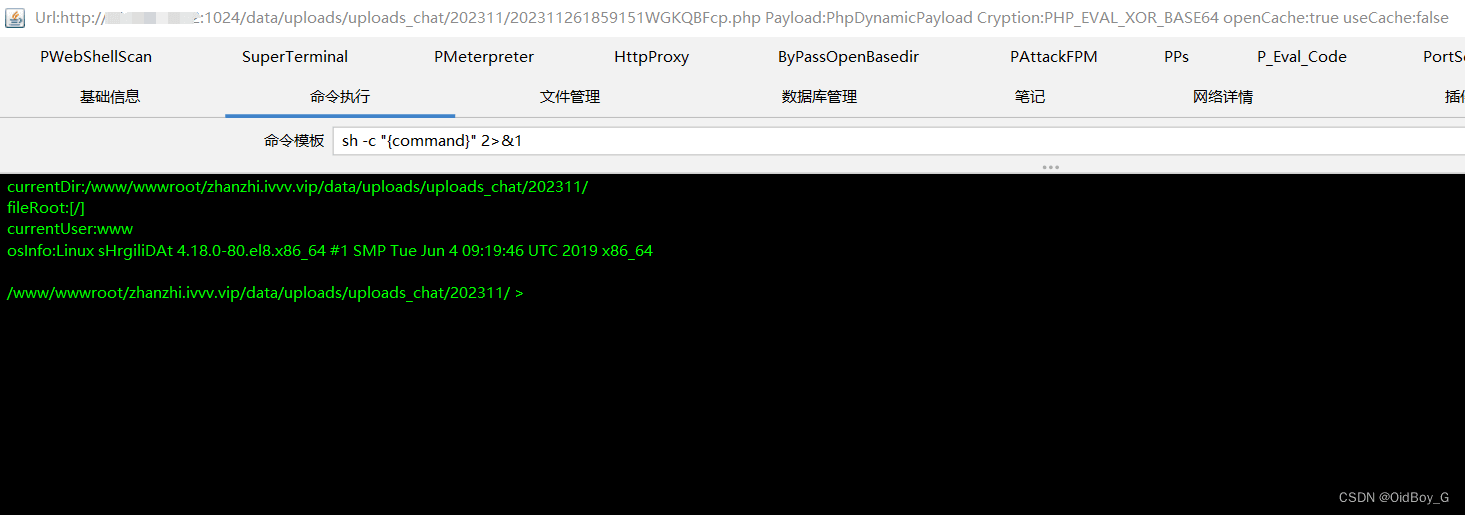 Url:http://:1024/data/uploads/uploads_chat/202311/202311261859151WGKQBFcp.php Payload:PhpDynamicPayload Cryption:PHP_EVAL_XOR_BASE64 openCache:true useCache:false
PWebShellScan SuperTerminal PMeterpreter HttpProxy ByPassOpenBasedir PAttackFPM PPs P_Eval_Code
基础信息 命令执行 文件管理 数据库管理 笔记 网络详情
命令模板 sh -c "{command}" 2>&1
currentDir:/www/wwwroot/zhanzhi.ivvv.vip/data/uploads/uploads_chat/202311/
fileRoot:[/]
currentUser:www
osInfo:Linux sHrgiliDAt 4.18.0-80.el8.x86_64 #1 SMP Tue Jun 4 09:19:46 UTC 2019 x86_64
/www/wwwroot/zhanzhi.ivvv.vip/data/uploads/uploads_chat/202311/ >
CSDN @OidBoy_G